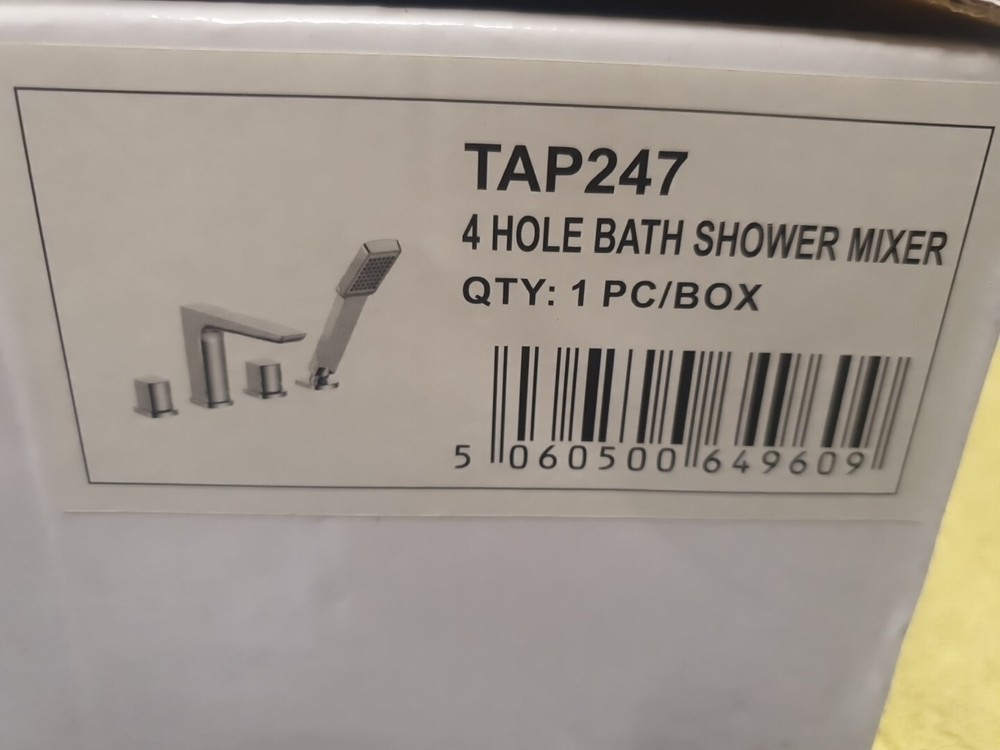 TAP247
4 HOLE BATH SHOWER MIXER
QTY: 1 PC/BOX
5 060500 649609